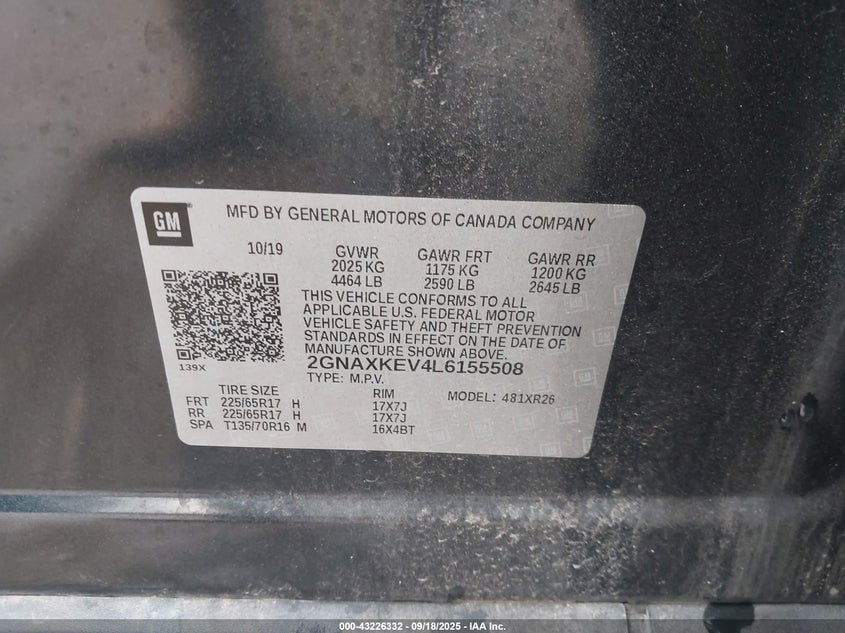 GM
MFD BY GENERAL MOTORS OF CANADA COMPANY
10/19 GVWR GAWR FRT GAWR RR
2025 KG 1175 KG 1200 KG
4464 LB 2590 LB 2645 LB
THIS VEHICLE CONFORMS TO ALL
APPLICABLE U.S. FEDERAL MOTOR
VEHICLE SAFETY AND THEFT PREVENTION
STANDARDS IN EFFECT ON THE DATE OF
MANUFACTURE SHOWN ABOVE.
139X
2GNAXKEV4L6155508
TYPE: M.P.V.
TIRE SIZE RIM MODEL: 481XR26
FRT 225/65R17 H 17X7J
RR 225/65R17 H 17X7J
SPA T135/70R16 M 16X4BT
000-43226332 - 09/18/2025 - IAA Inc.